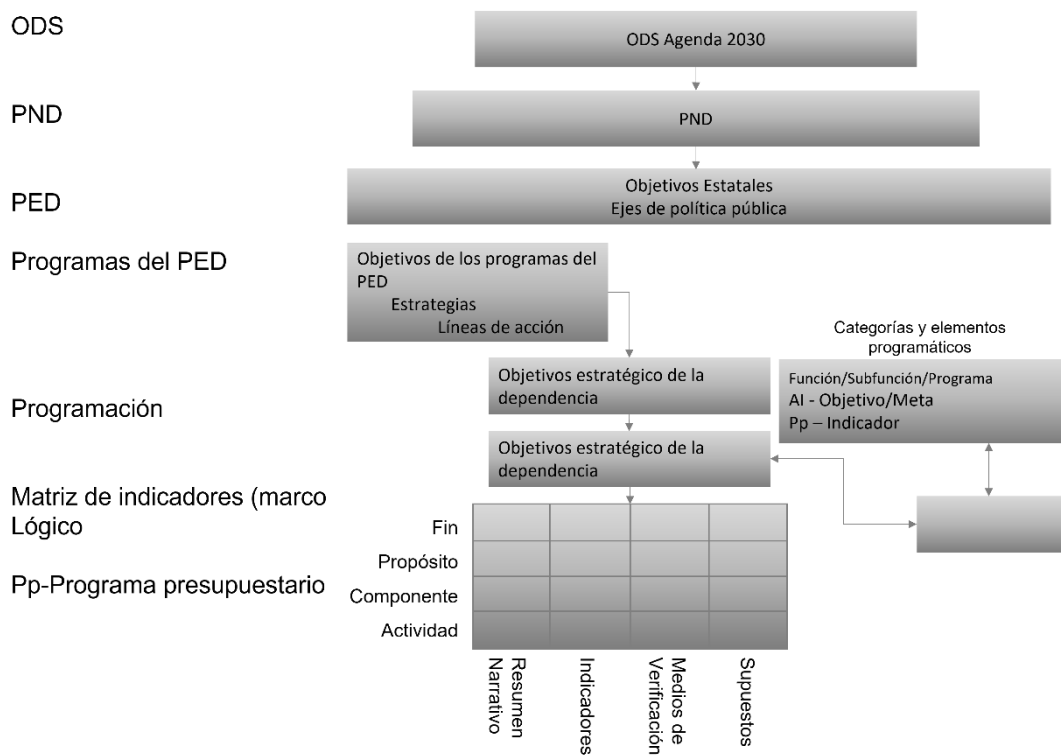 ODS
ODS Agenda 2030
PND
PND
PED
Objetivos Estatales
Ejes de política pública
Programas del PED
Objetivos de los programas del
PED
Estrategias
Líneas de acción
Categorías y elementos
programáticos
Programación
Objetivos estratégico de la
dependencia
Función/Subfunción/Programa
AI - Objetivo/Meta
Pp – Indicador
Objetivos estratégico de la
dependencia
Matriz de indicadores (marco
Lógico
Pp-Programa presupuestario
Fin
Propósito
Componente
Actividad
Resumen
Narrativo
Indicadores
Medios de
Verificación
Supuestos